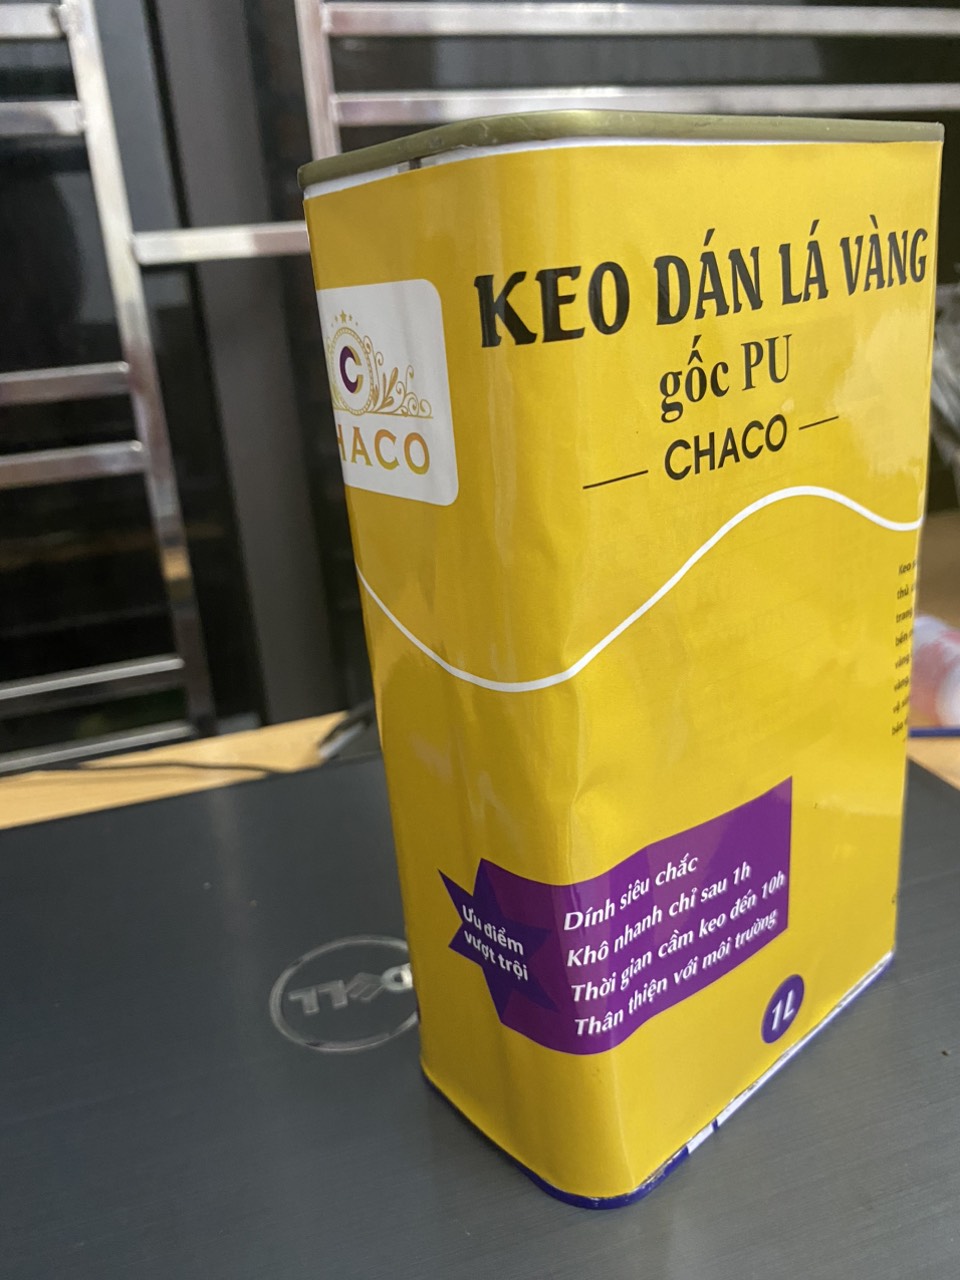 KEO DÁN LÁ VÀNG
gốc PU
CHACO
C
HACO
Ưu điểm
vượt trội
Dính siêu chắc
Khô nhanh chỉ sau 1h
Thời gian cầm keo đến 10h
Thân thiện với môi trường
1L
DELL